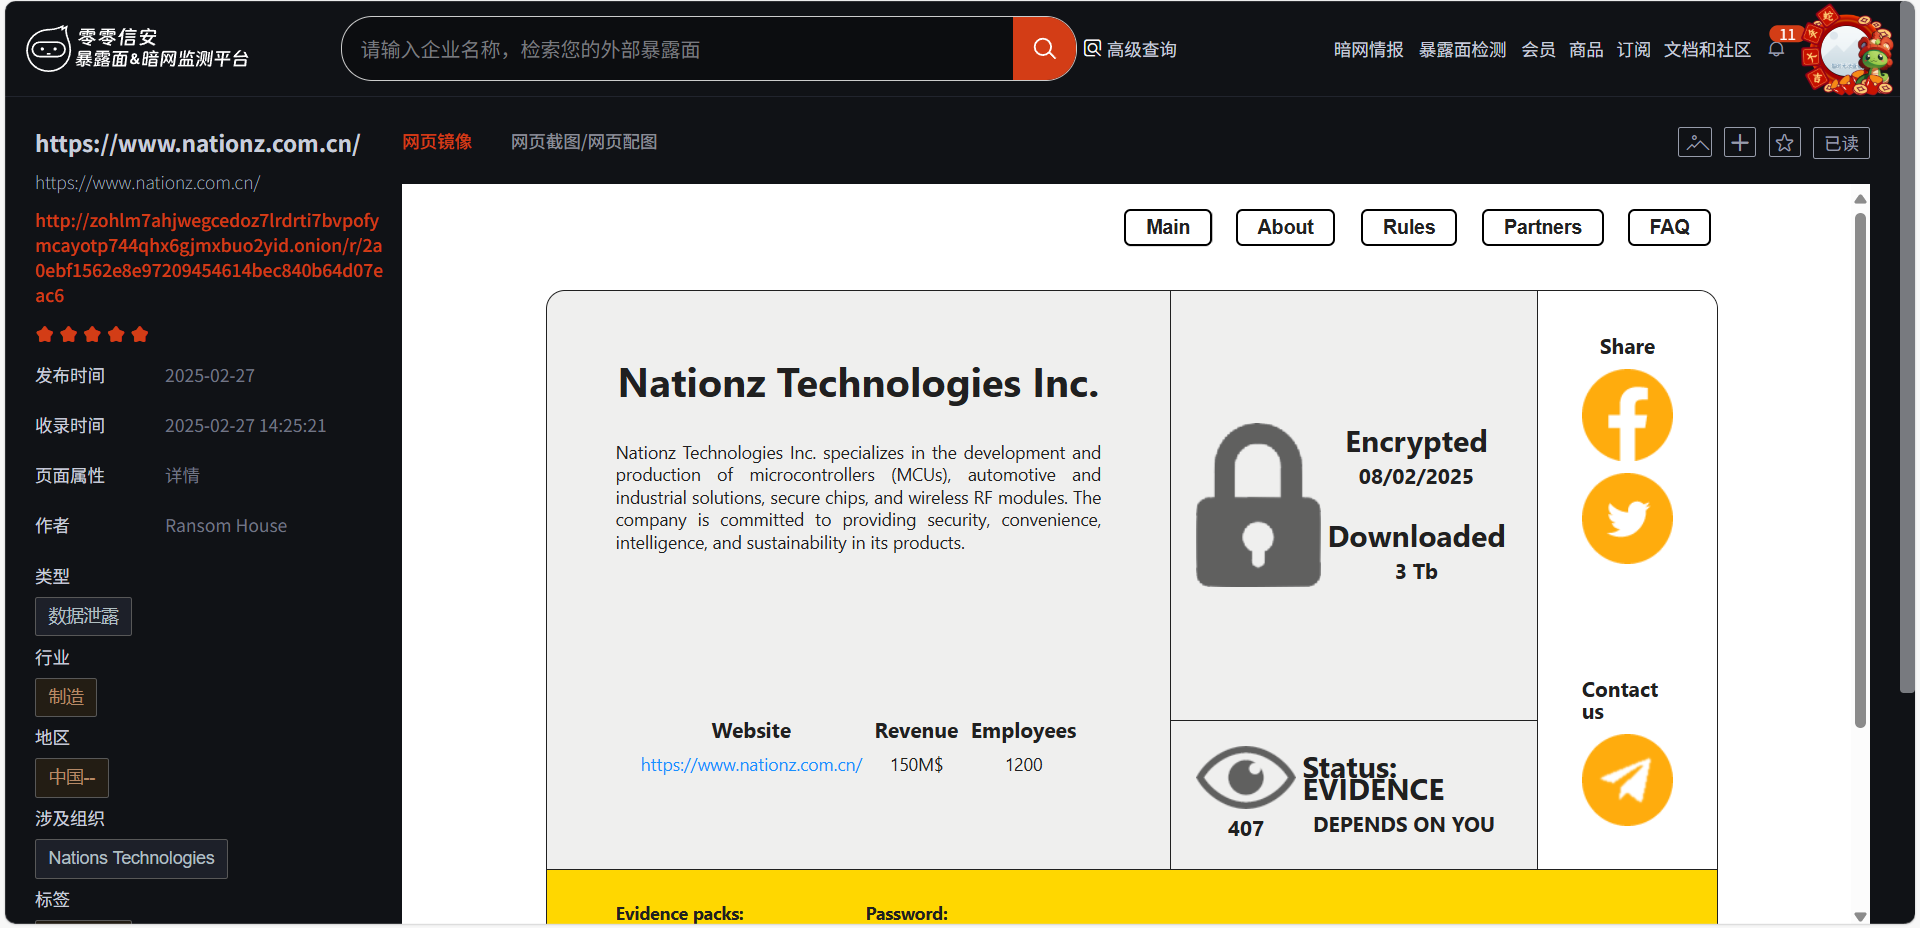 零零信安
暴露面&暗网监测平台
请输入企业名称，检索您的外部暴露面
高级查询
暗网情报 暴露面检测 会员 商品 订阅 文档和社区
11
https://www.nationz.com.cn/
https://www.nationz.com.cn/
http://zohlm7ahjwegcedoz7lrdrti7bvpofy
mcayotp744qhx6gjmxbuo2yid.onion/r/2a
0ebf1562e8e97209454614bec840b64d07e
ac6
发布时间 2025-02-27
收录时间 2025-02-27 14:25:21
页面属性 详情
作者 Ransom House
类型
数据泄露
行业
制造
地区
中国--
涉及组织
Nations Technologies
标签
网页镜像 网页截图/网页配图
已读
Main About Rules Partners FAQ
Nationz Technologies Inc.
Nationz Technologies Inc. specializes in the development and
production of microcontrollers (MCUs), automotive and
industrial solutions, secure chips, and wireless RF modules. The
company is committed to providing security, convenience,
intelligence, and sustainability in its products.
Website Revenue Employees
https://www.nationz.com.cn/ 150M$ 1200
Encrypted
08/02/2025
Downloaded
3 Tb
Status:
EVIDENCE
407
DEPENDS ON YOU
Share
Contact
us
Evidence packs: Password: